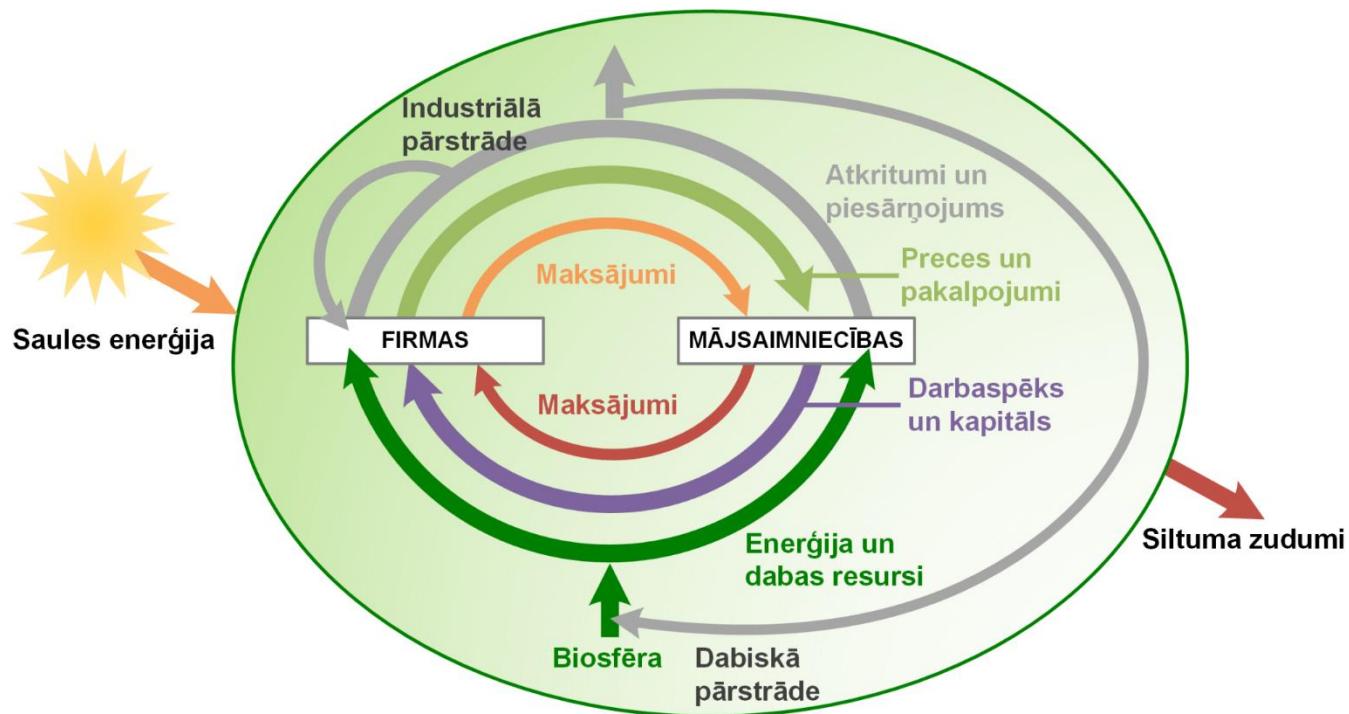 Industriālā
pārstrāde
Atkritumi un
piesārņojums
Preces un
pakalpojumi
Maksājumi
Saules enerģija
FIRMAS
MĀJSAIMNIECĪBAS
Maksājumi
Darbaspēks
un kapitāls
Enerģija un
dabas resursi
Siltuma zudumi
Biosfēra
Dabiskā
pārstrāde